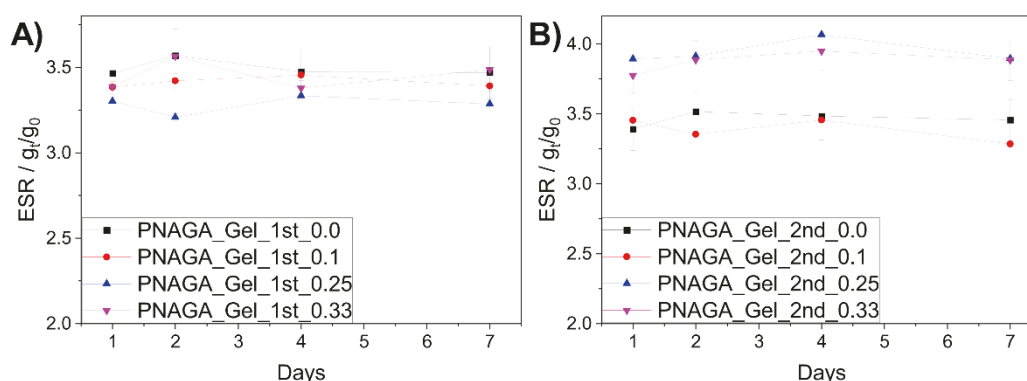 A)
ESR / gt/g0
3.5
3.0
2.5
2.0
PNAGA_Gel_1st_0.0
PNAGA_Gel_1st_0.1
PNAGA_Gel_1st_0.25
PNAGA_Gel_1st_0.33
1 2 3 4 5 6 7
Days
B)
ESR / gt/g0
4.0
3.5
3.0
2.5
2.0
PNAGA_Gel_2nd_0.0
PNAGA_Gel_2nd_0.1
PNAGA_Gel_2nd_0.25
PNAGA_Gel_2nd_0.33
1 2 3 4 5 6 7
Days